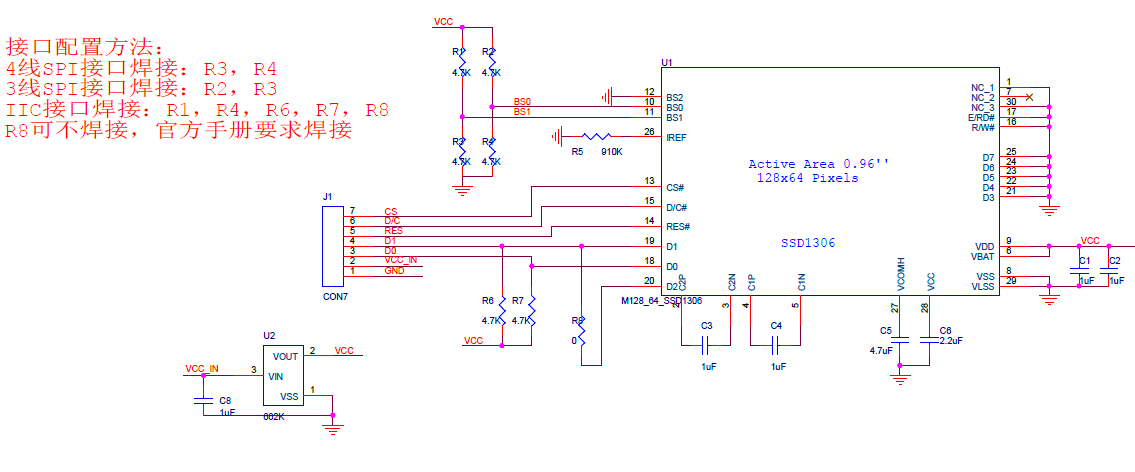 接口配置方法:
4线SPI接口焊接: R3, R4
3线SPI接口焊接: R2, R3
IIC接口焊接: R1, R4, R6, R7, R8
R8可不焊接, 官方手册要求焊接
VCC
R1
4.7K
R2
4.7K
BS0
BS1
R3
4.7K
R4
4.7K
R5
910K
U1
12 BS2
10 BS0
11 BS1
26 IREF
13 CS#
15 D/C#
14 RES#
19 D1
18 D0
20 D2
M128_64_SSD1306
Active Area 0.96''
128x64 Pixels
SSD1306
NC_1 1
NC_2 7
NC_3 30
E/RD# 17
R/W# 16
D7 25
D6 24
D5 23
D4 22
D3 21
VDD 9
VBAT 6
VSS 8
VLSS 29
VCC
C1
1uF
C2
1uF
C2P
2
C2N
3
C1P
4
C1N
5
VCOMH
27
VCC
28
C3
1uF
C4
1uF
C5
4.7uF
C6
2.2uF
J1
7 CS
6 D/C
5 RES
4 D1
3 D0
2 VCC_IN
1 GND
CON7
R6
4.7K
R7
4.7K
VCC
R8
0
U2
VOUT 2 VCC
VCC_IN 3 VIN
VSS 1
C8
1uF
662K